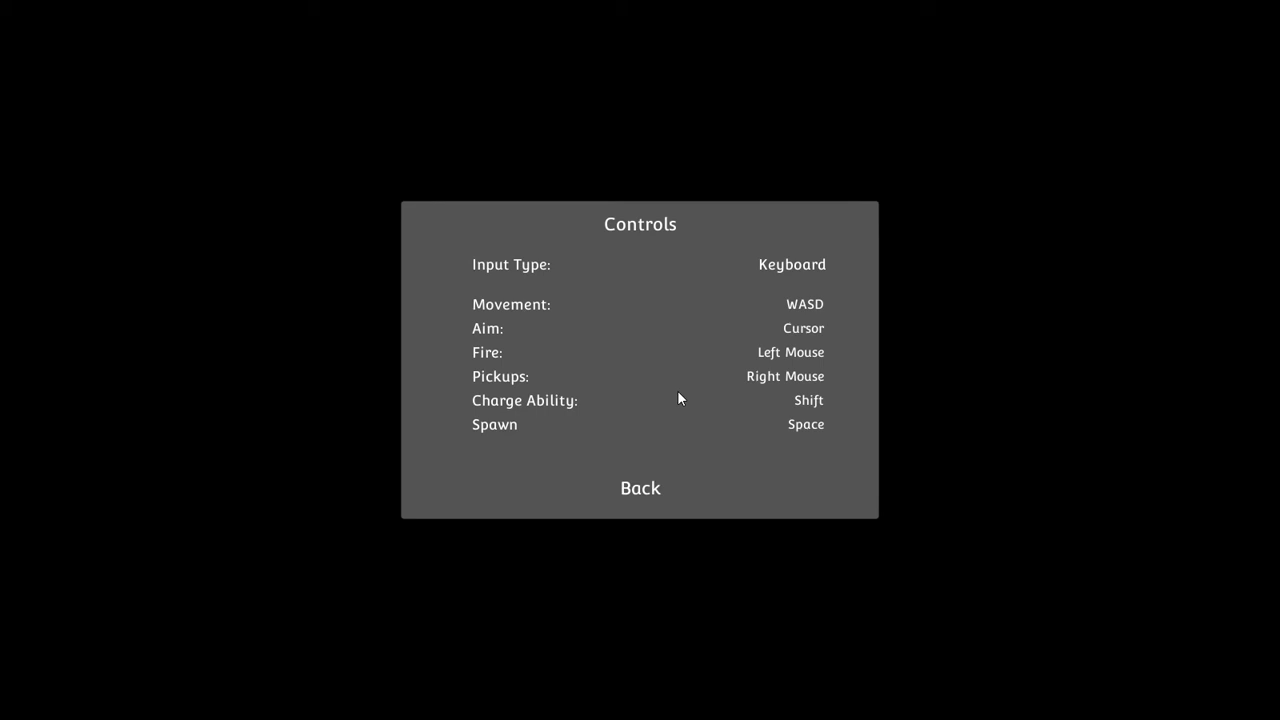 Controls
Input Type: Keyboard
Movement: WASD
Aim: Cursor
Fire: Left Mouse
Pickups: Right Mouse
Charge Ability: Shift
Spawn Space
Back